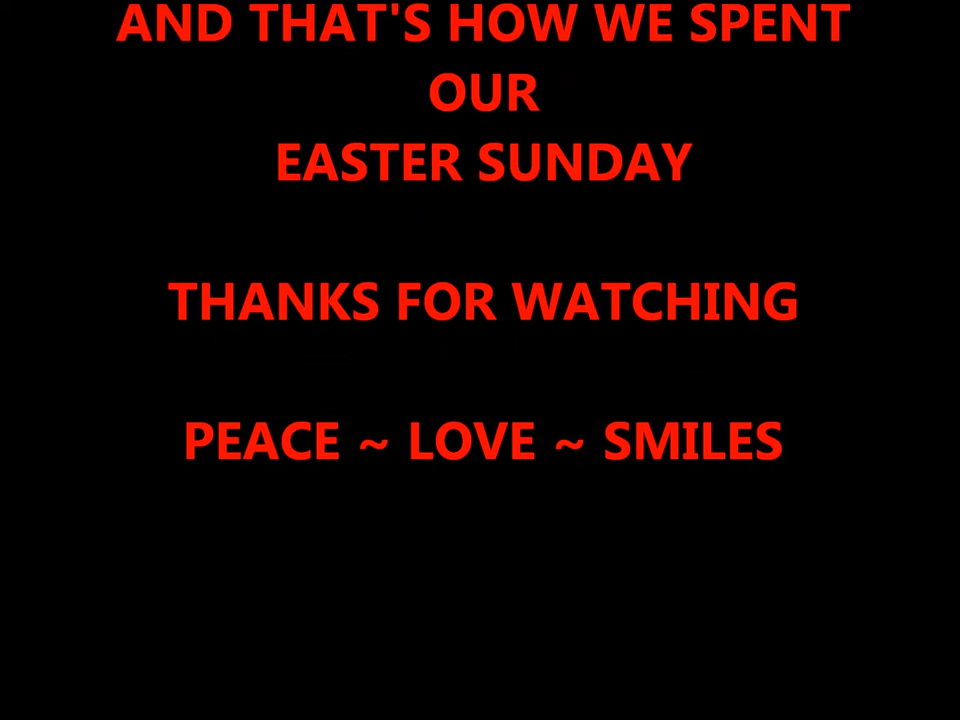 AND THAT'S HOW WE SPENT
OUR
EASTER SUNDAY
THANKS FOR WATCHING
PEACE ~ LOVE ~ SMILES